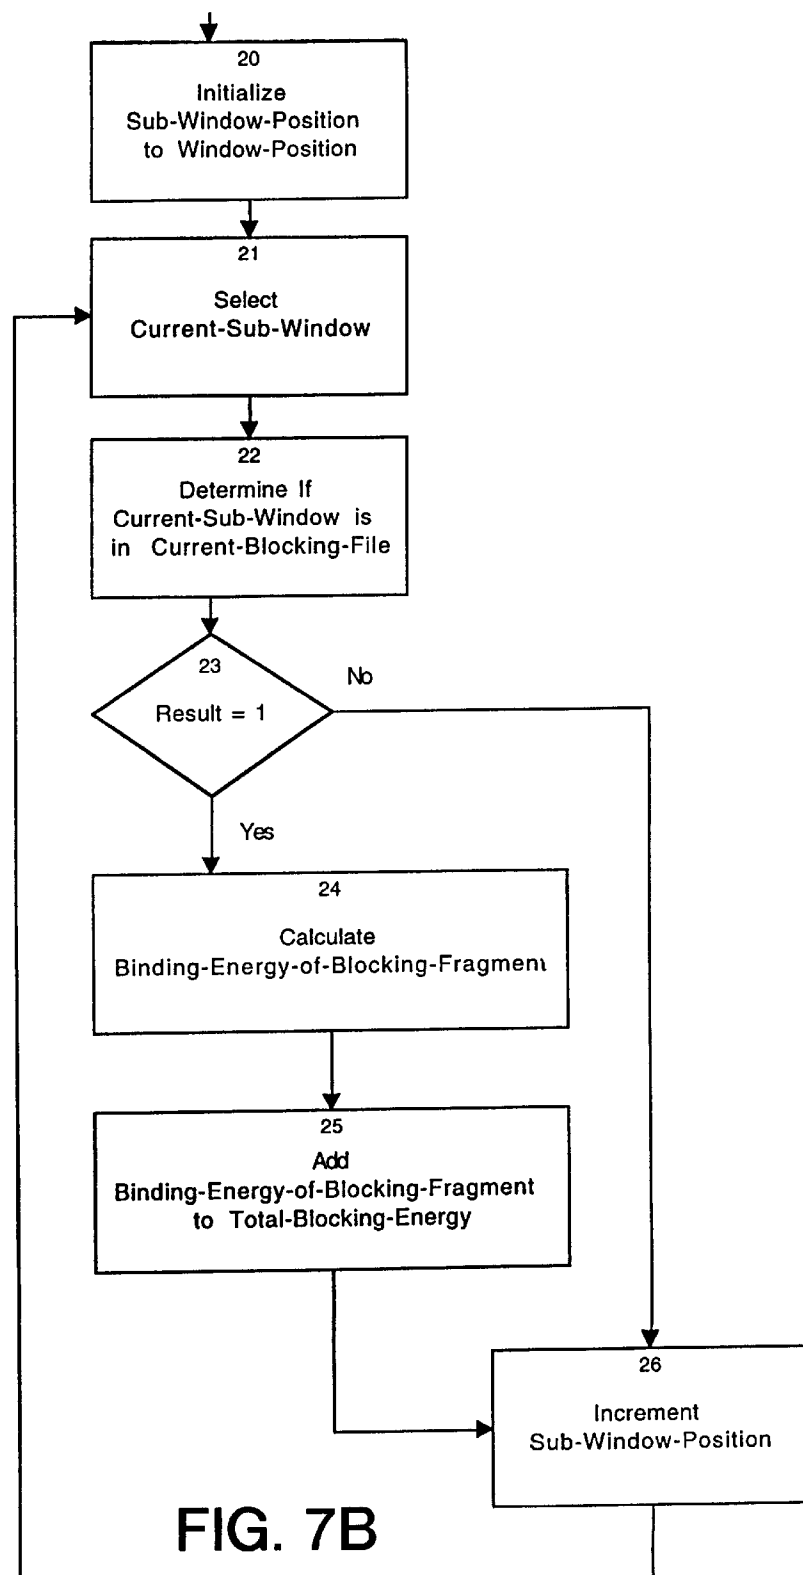 20
Initialize
Sub-Window-Position
to Window-Position
21
Select
Current-Sub-Window
22
Determine If
Current-Sub-Window is
in Current-Blocking-File
23
Result = 1
No
Yes
24
Calculate
Binding-Energy-of-Blocking-Fragment
25
Add
Binding-Energy-of-Blocking-Fragment
to Total-Blocking-Energy
26
Increment
Sub-Window-Position
FIG. 7B